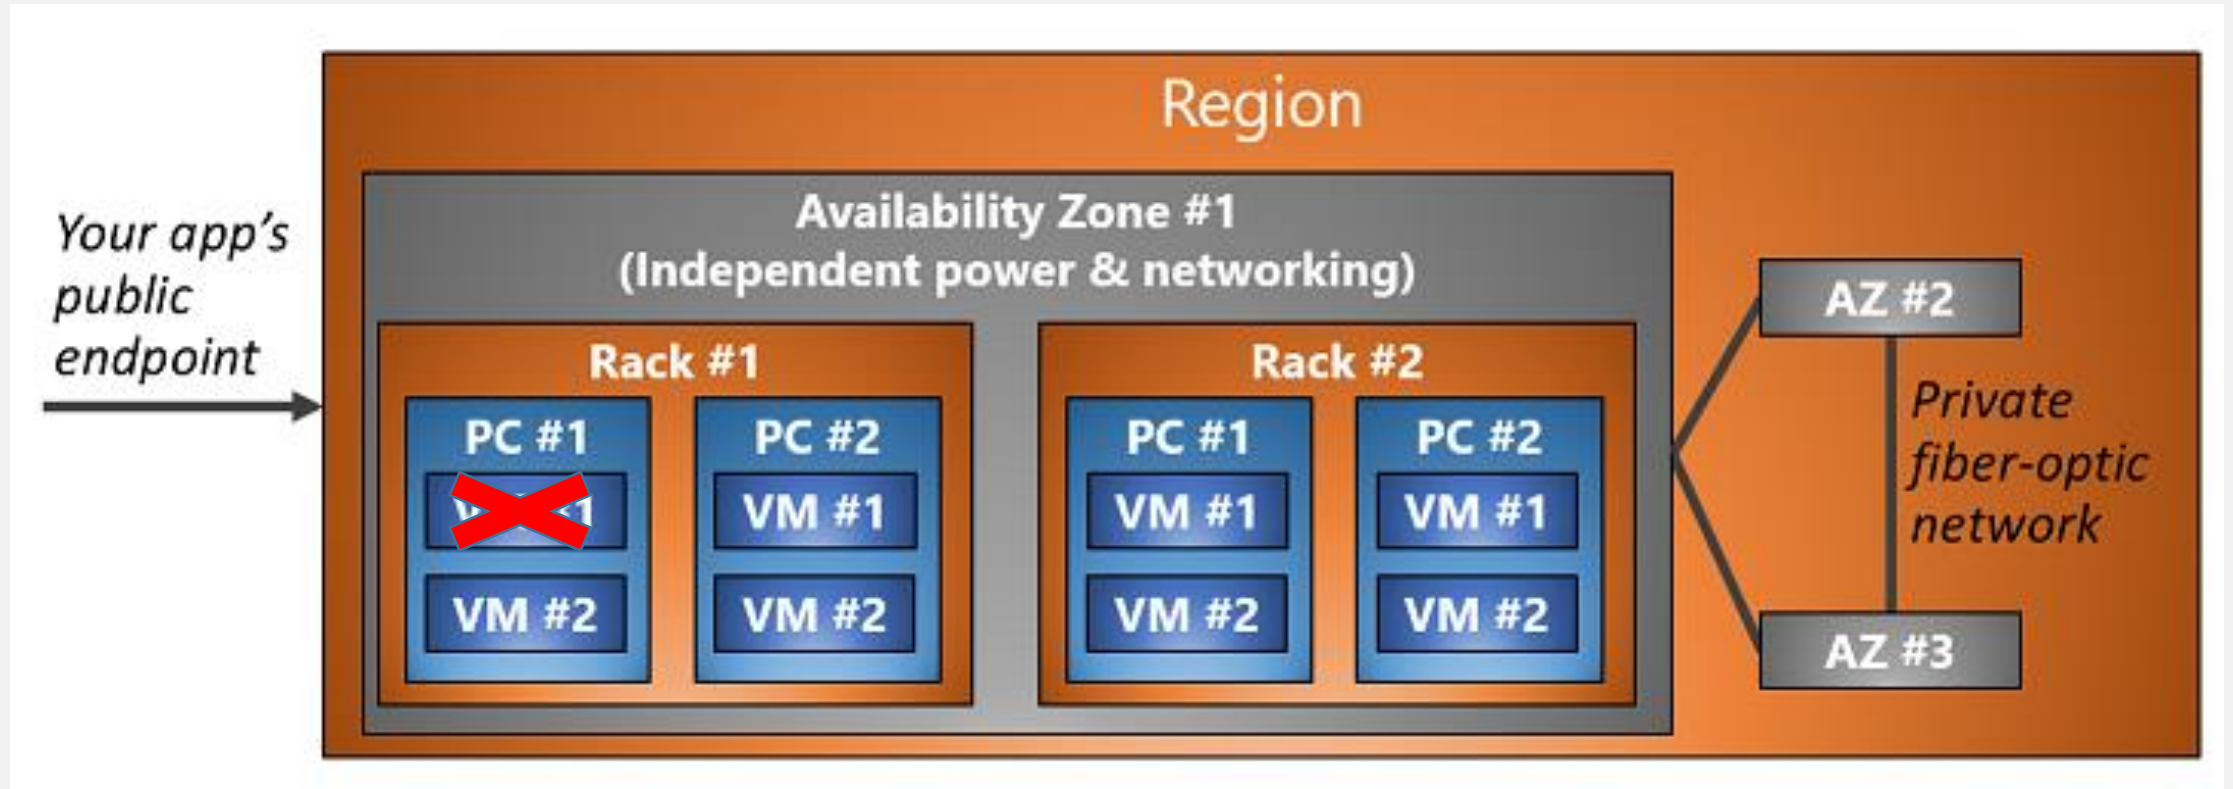 Region
Your app's
public
endpoint
Availability Zone #1
(Independent power & networking)
Rack #1
PC #1
VM #2
PC #2
VM #1
VM #2
Rack #2
PC #1
VM #1
VM #2
PC #2
VM #1
VM #2
AZ #2
Private
fiber-optic
network
AZ #3